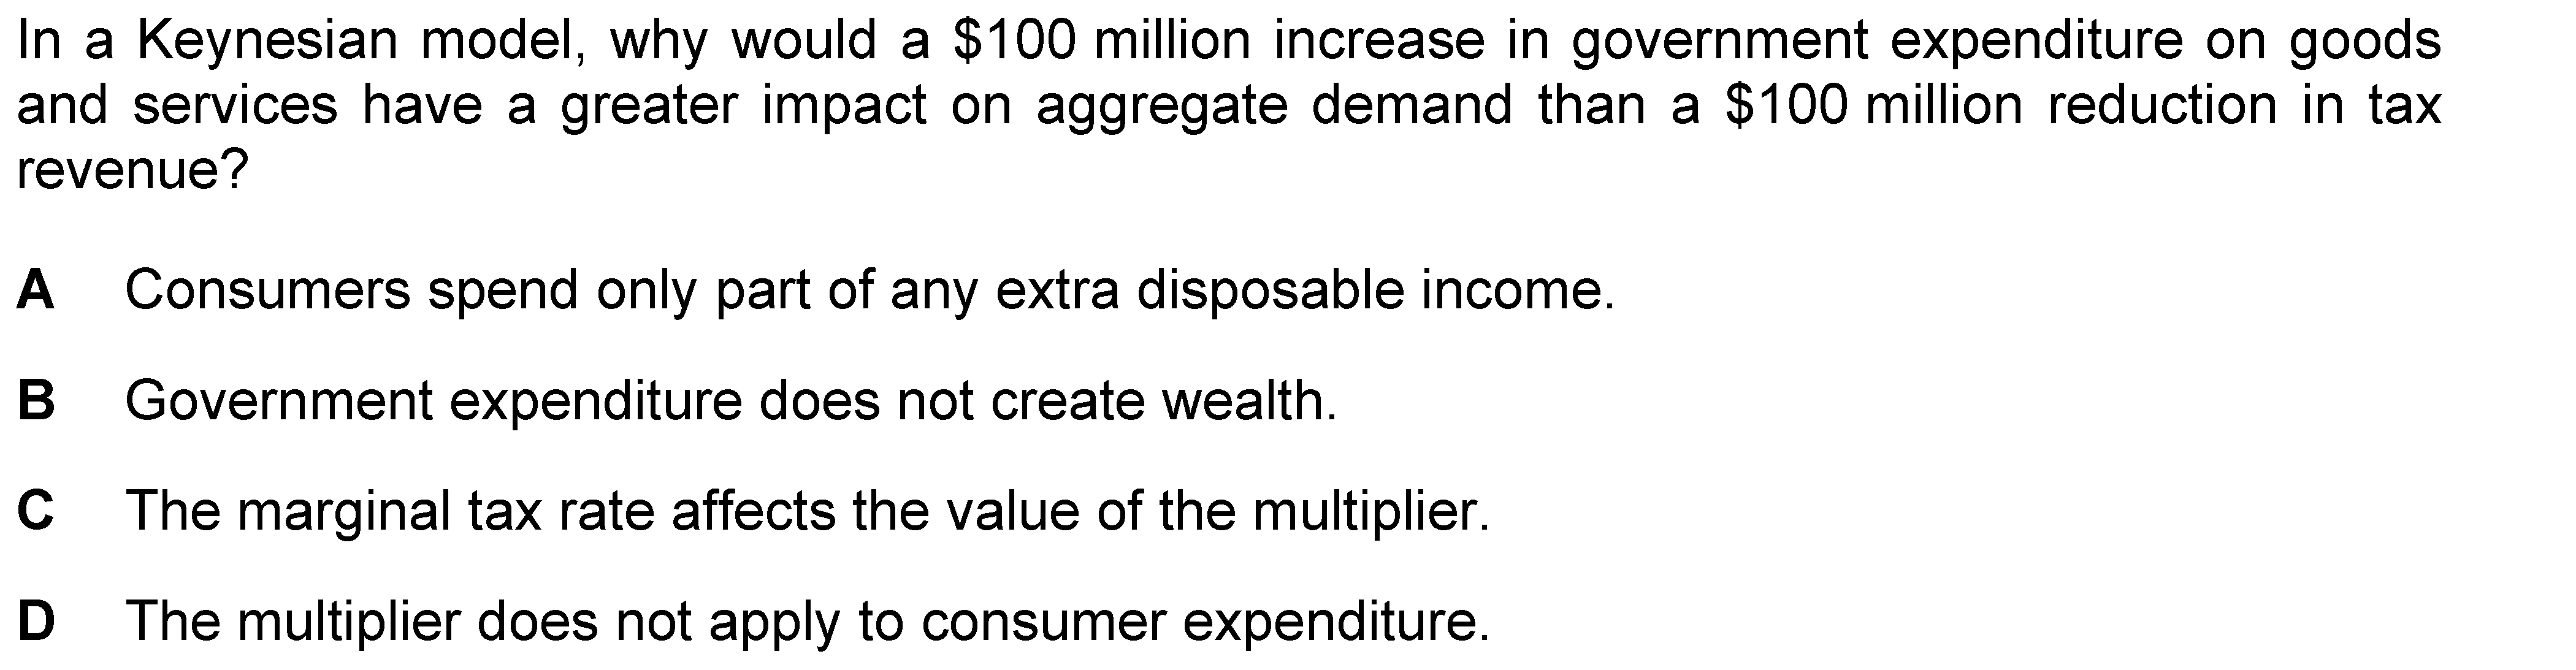 In a Keynesian model, why would a $100 million increase in government expenditure on goods
and services have a greater impact on aggregate demand than a $100 million reduction in tax
revenue?
A Consumers spend only part of any extra disposable income.
B Government expenditure does not create wealth.
C The marginal tax rate affects the value of the multiplier.
D The multiplier does not apply to consumer expenditure.